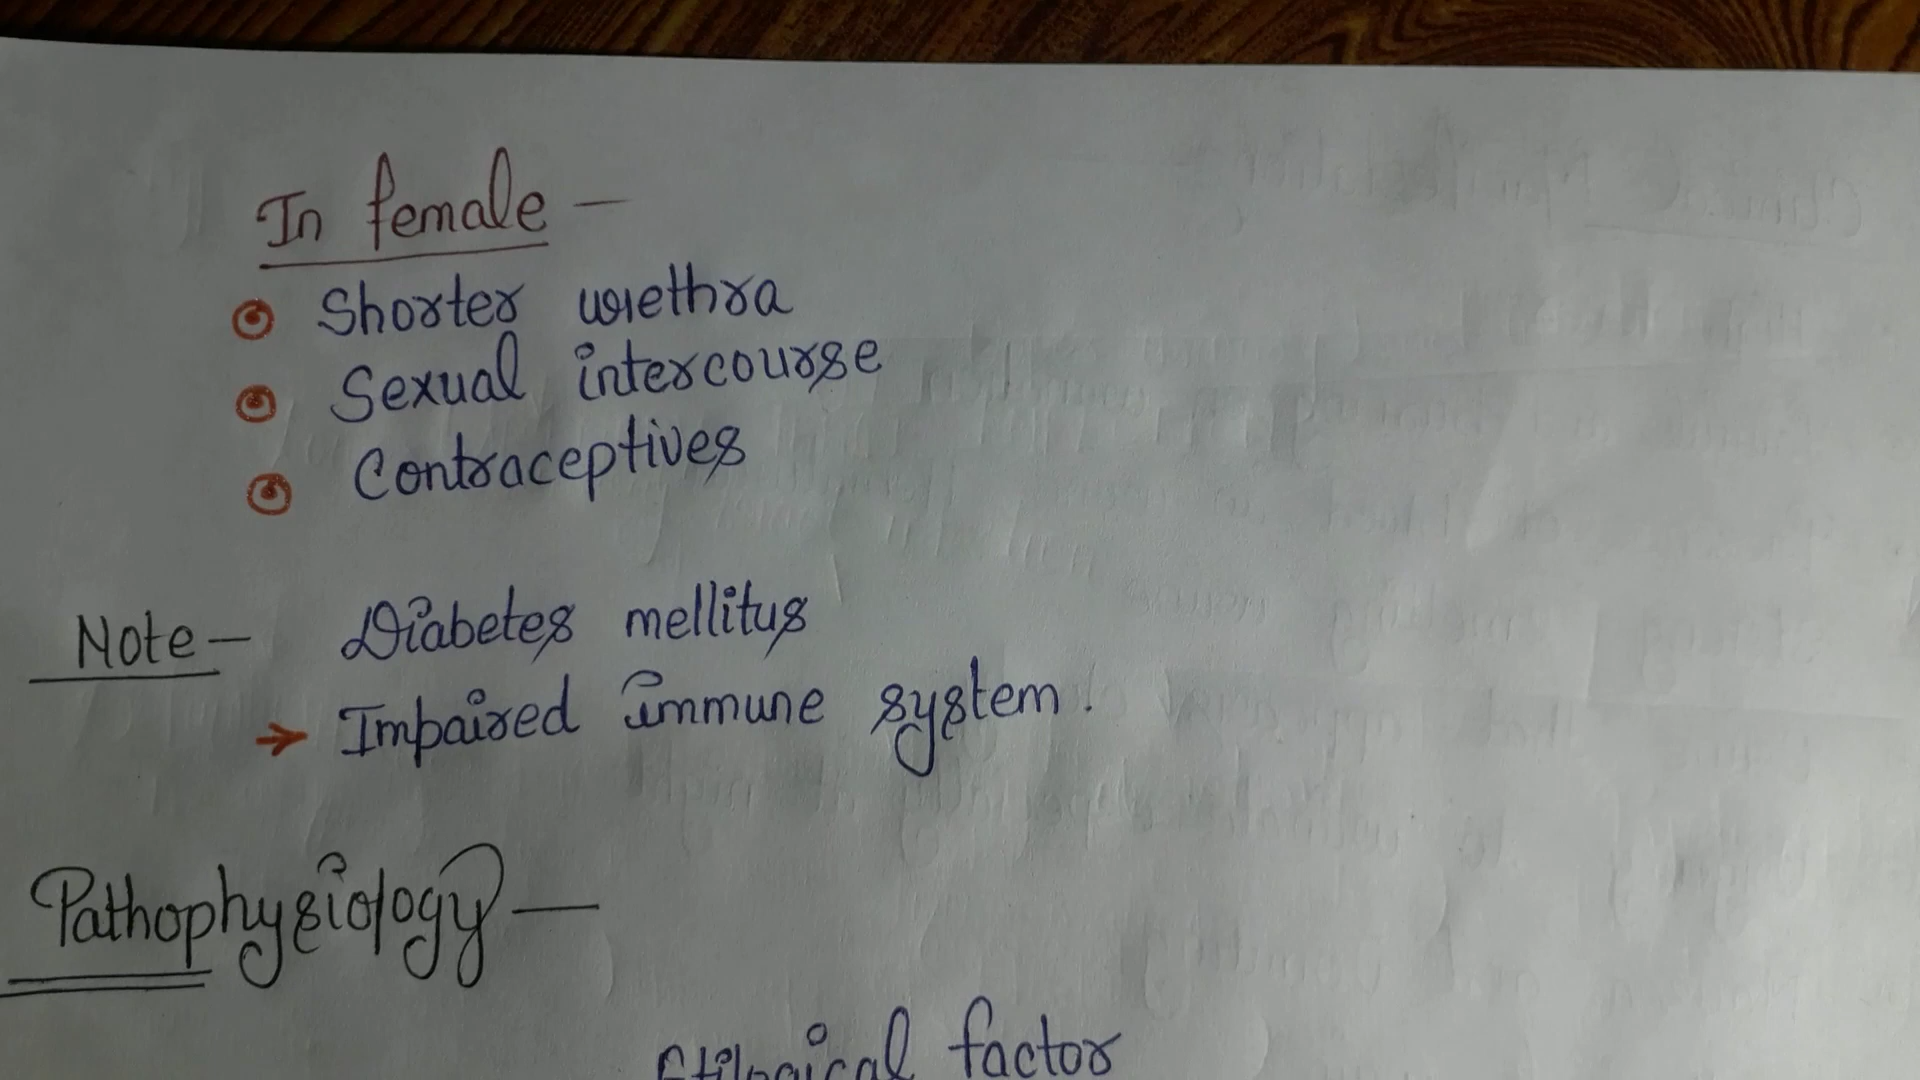 In female -
Shorter urethra
Sexual intercourse
Contraceptives
Note - Diabetes mellitus
→ Impaired immune system.
Pathophysiology -
factor